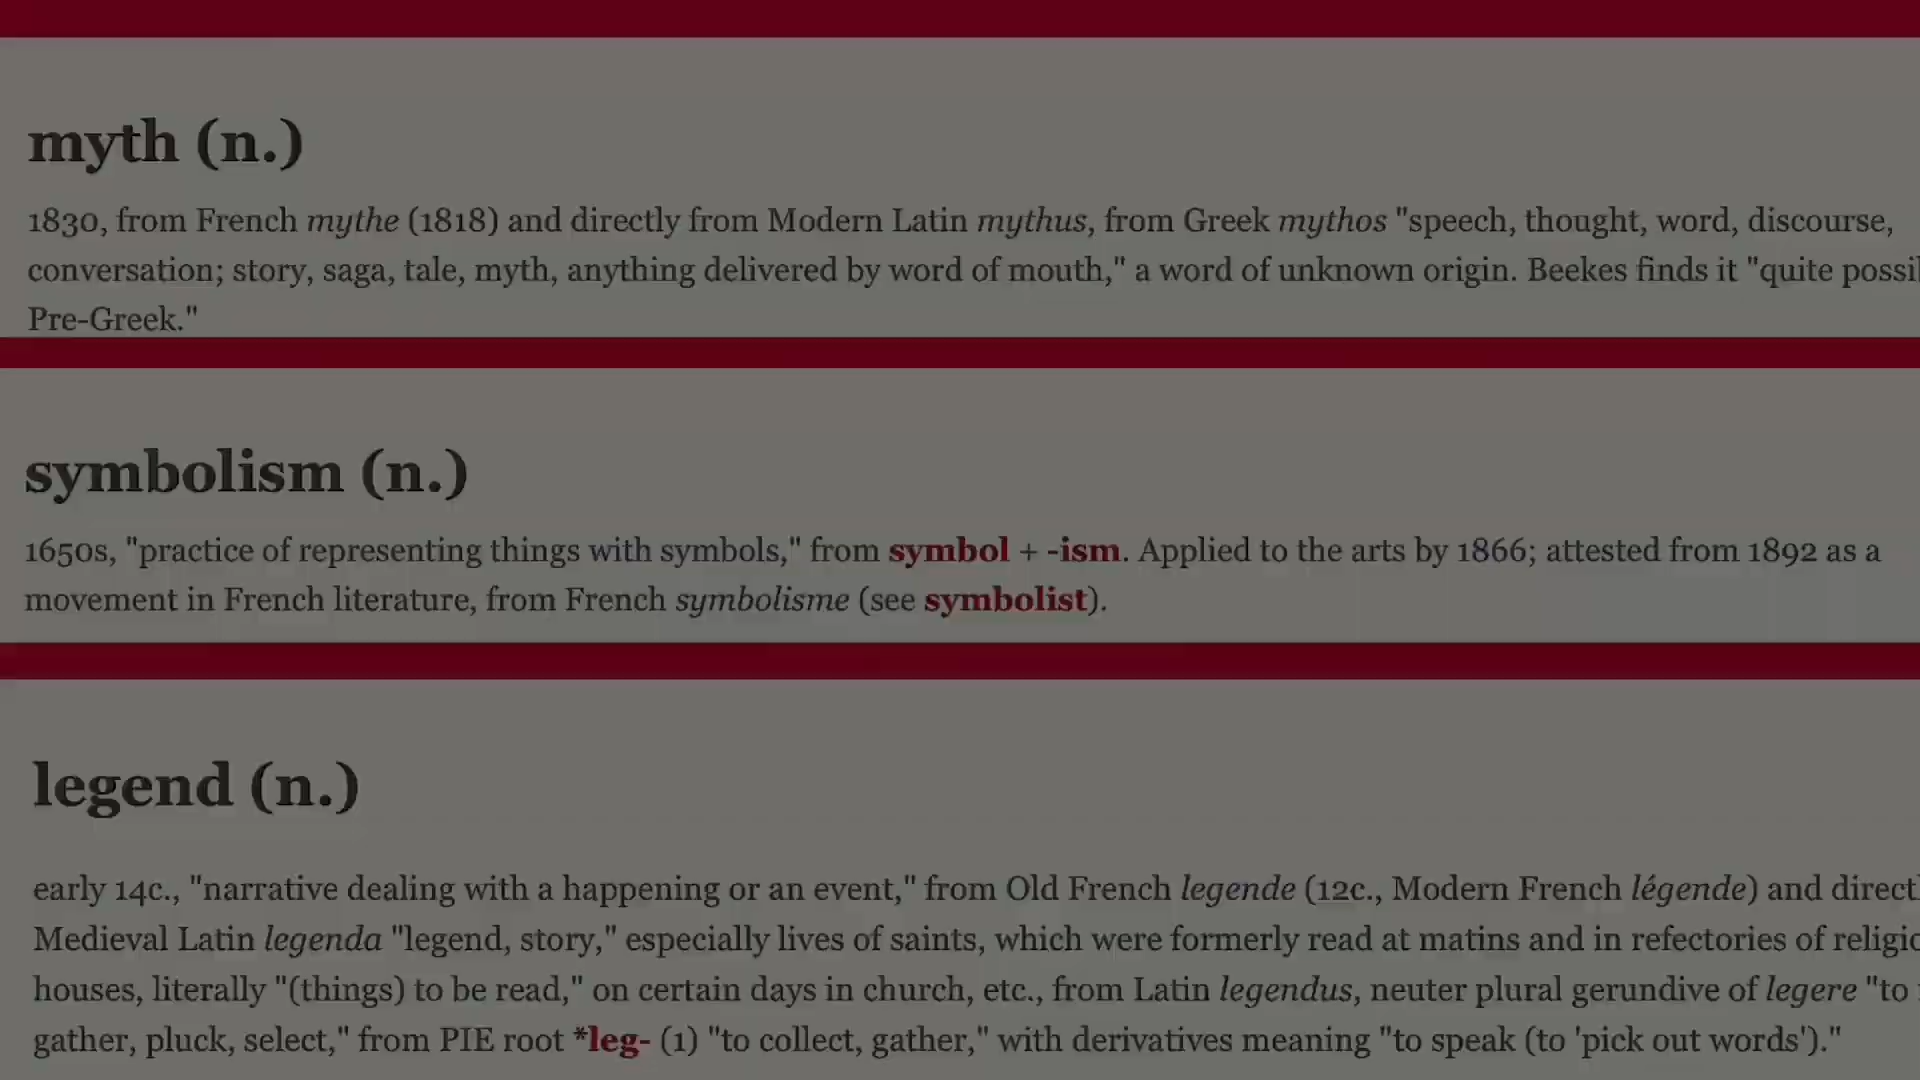 myth (n.)
1830, from French mythe (1818) and directly from Modern Latin mythus, from Greek mythos "speech, thought, word, discourse,
conversation; story, saga, tale, myth, anything delivered by word of mouth," a word of unknown origin. Beekes finds it "quite
Pre-Greek."
symbolism (n.)
1650s, "practice of representing things with symbols," from symbol + -ism. Applied to the arts by 1866; attested from 1892 as a
movement in French literature, from French symbolisme (see symbolist).
legend (n.)
early 14c., "narrative dealing with a happening or an event," from Old French legende (12c., Modern French légende) and
Medieval Latin legenda "legend, story," especially lives of saints, which were formerly read at matins and in refectories of
houses, literally "(things) to be read," on certain days in church, etc., from Latin legendus, neuter plural gerundive of legere "to
gather, pluck, select," from PIE root *leg- (1) "to collect, gather," with derivatives meaning "to speak (to 'pick out words')."